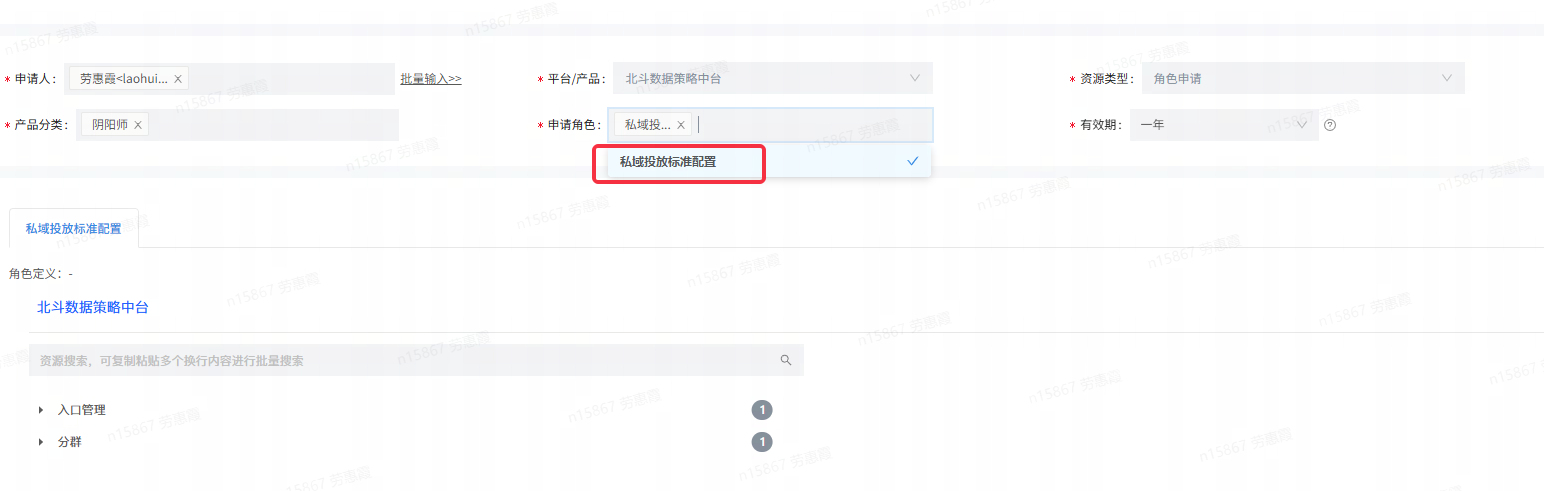 * 申请人： 劳惠霞<laohui... × 批量输入>> * 平台/产品： 北斗数据策略中台 * 资源类型： 角色申请
* 产品分类： 阴阳师 × * 申请角色： 私域投... × * 有效期： 一年
私域投放标准配置
私域投放标准配置
角色定义： -
北斗数据策略中台
资源搜索，可复制粘贴多个换行内容进行批量搜索
入口管理 1
分群 1
n15867 劳惠霞